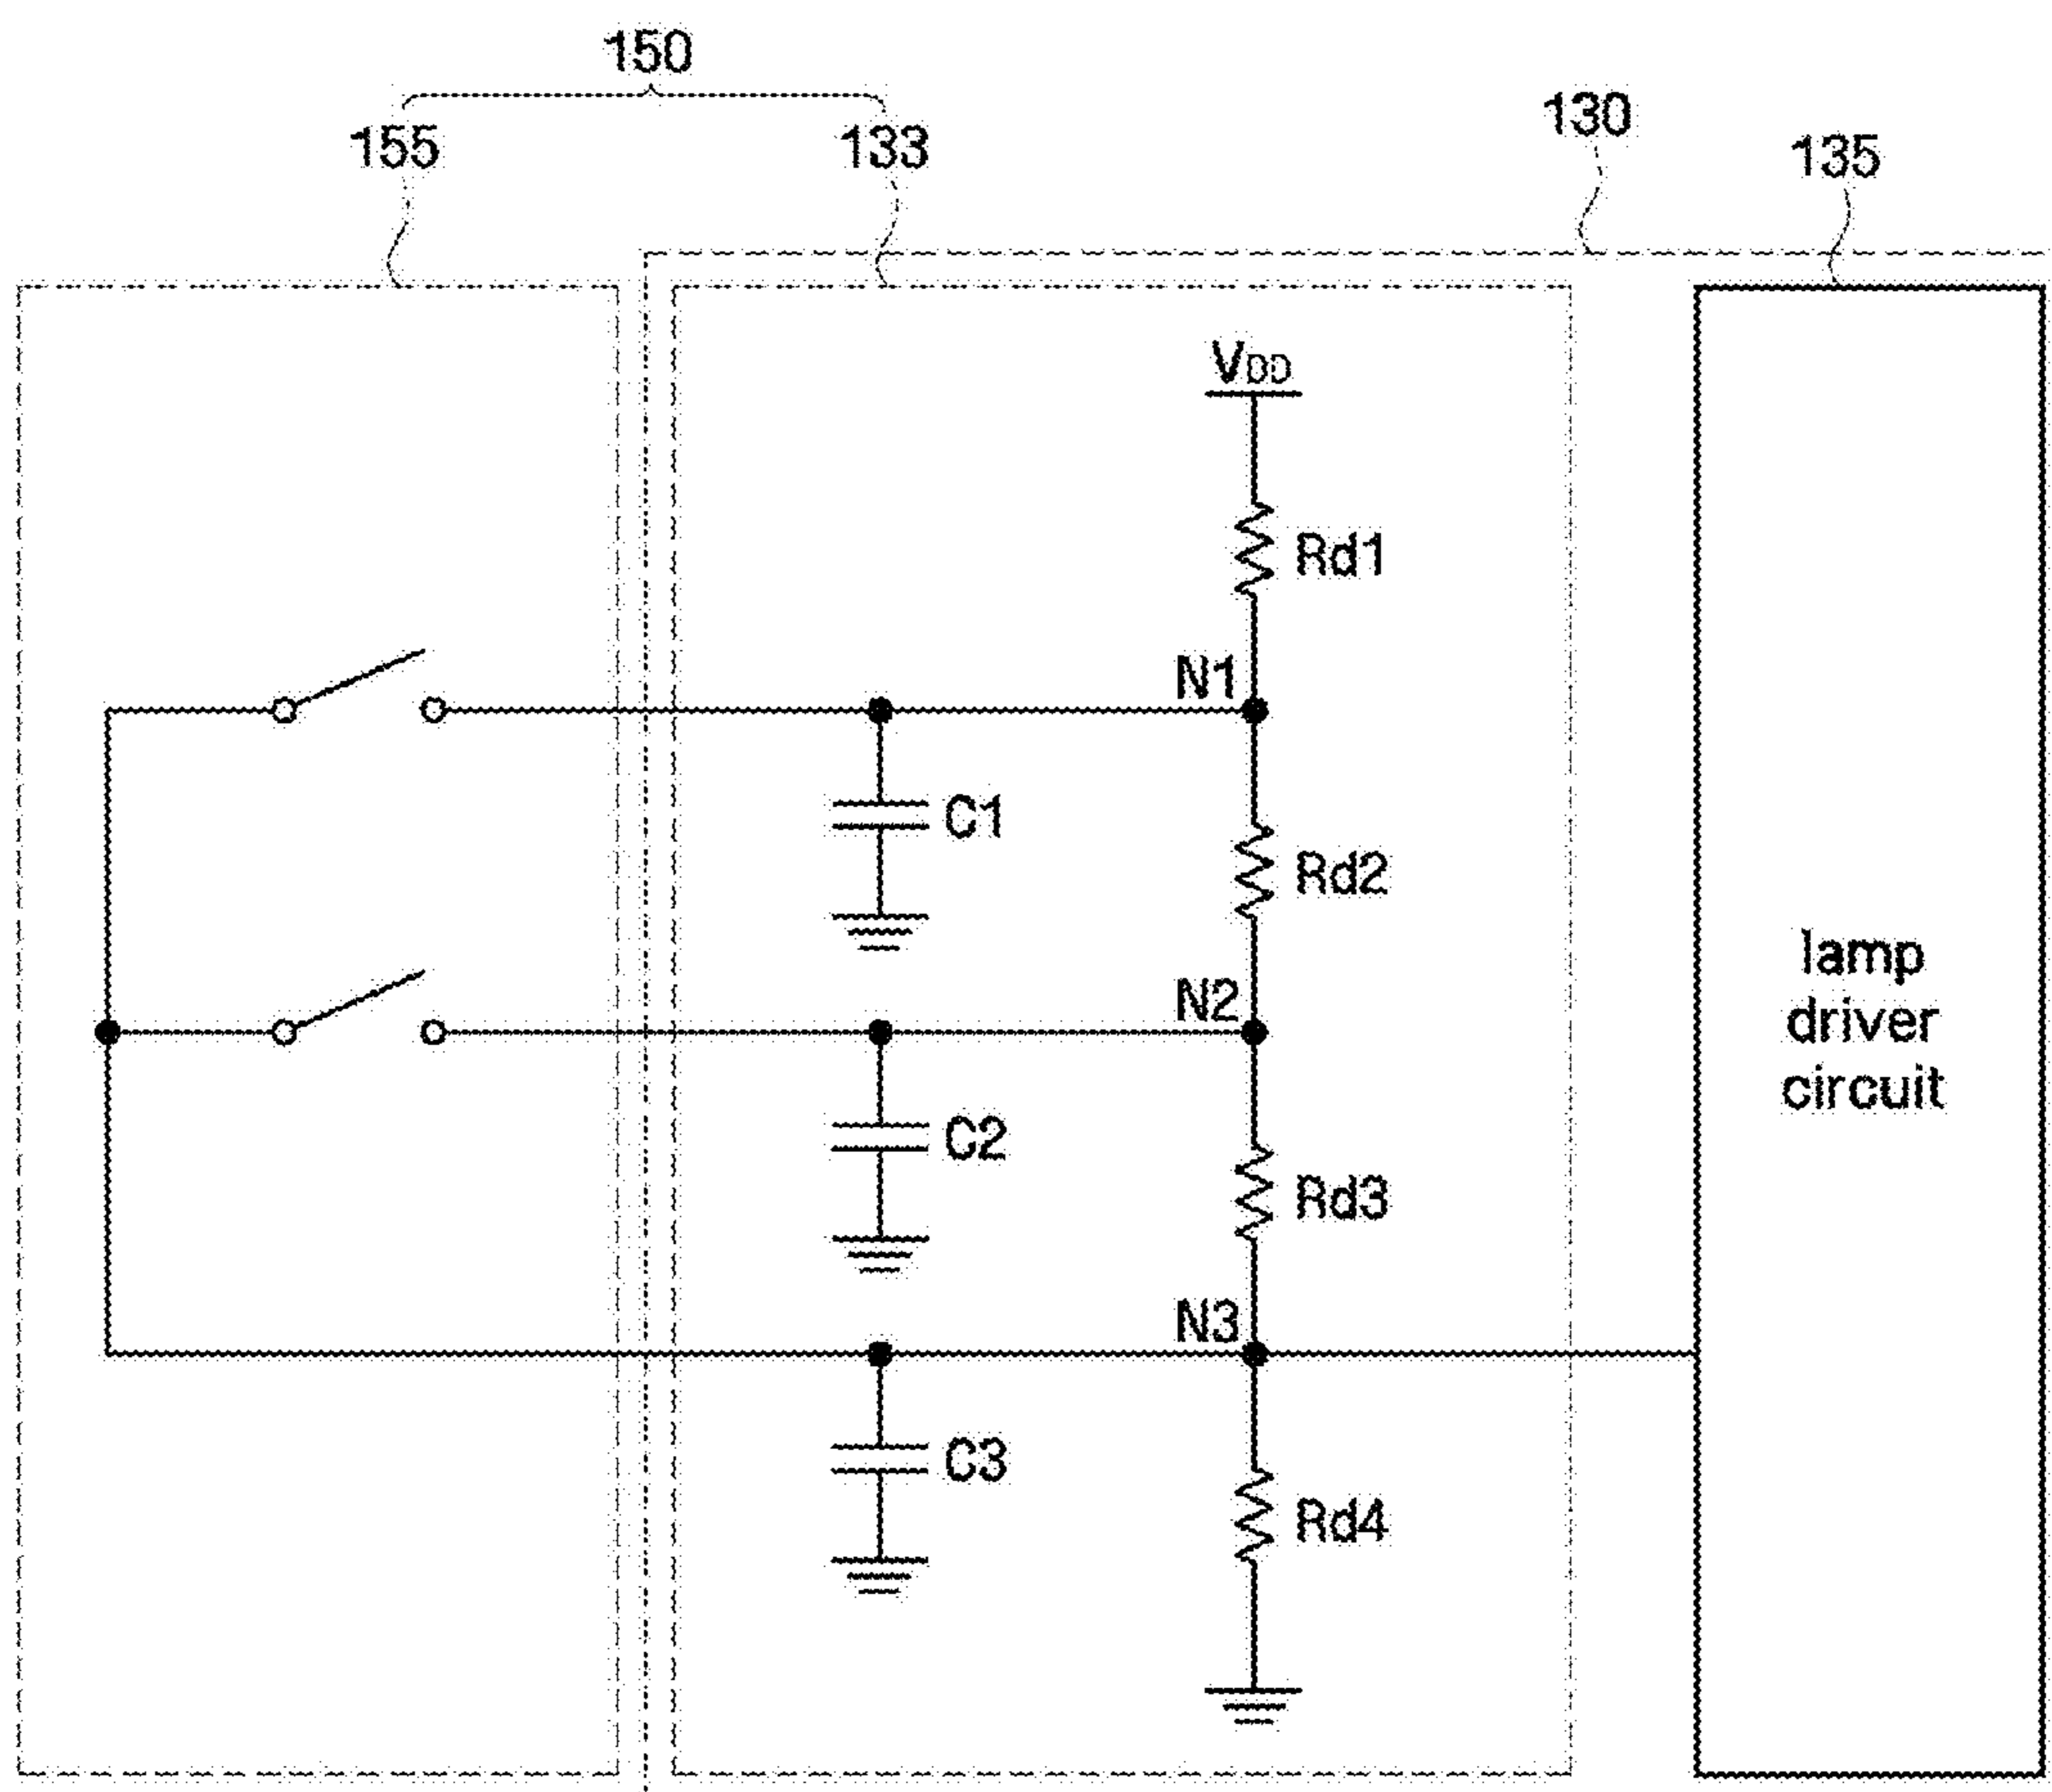 150
155
133
130
135
VDD
Rd1
N1
C1
Rd2
N2
C2
Rd3
N3
C3
Rd4
lamp
driver
circuit